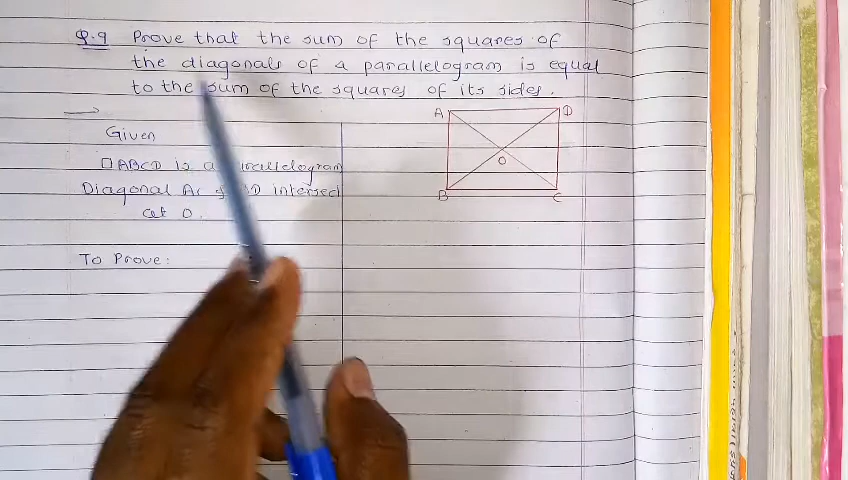 Q.9 Prove that the sum of the squares of
the diagonals of a parallelogram is equal
to the sum of the squares of its sides.
Given
□ABCD is a parallelogram
Diagonal AC & BD intersect
at O.
To Prove:
A D
O
B C